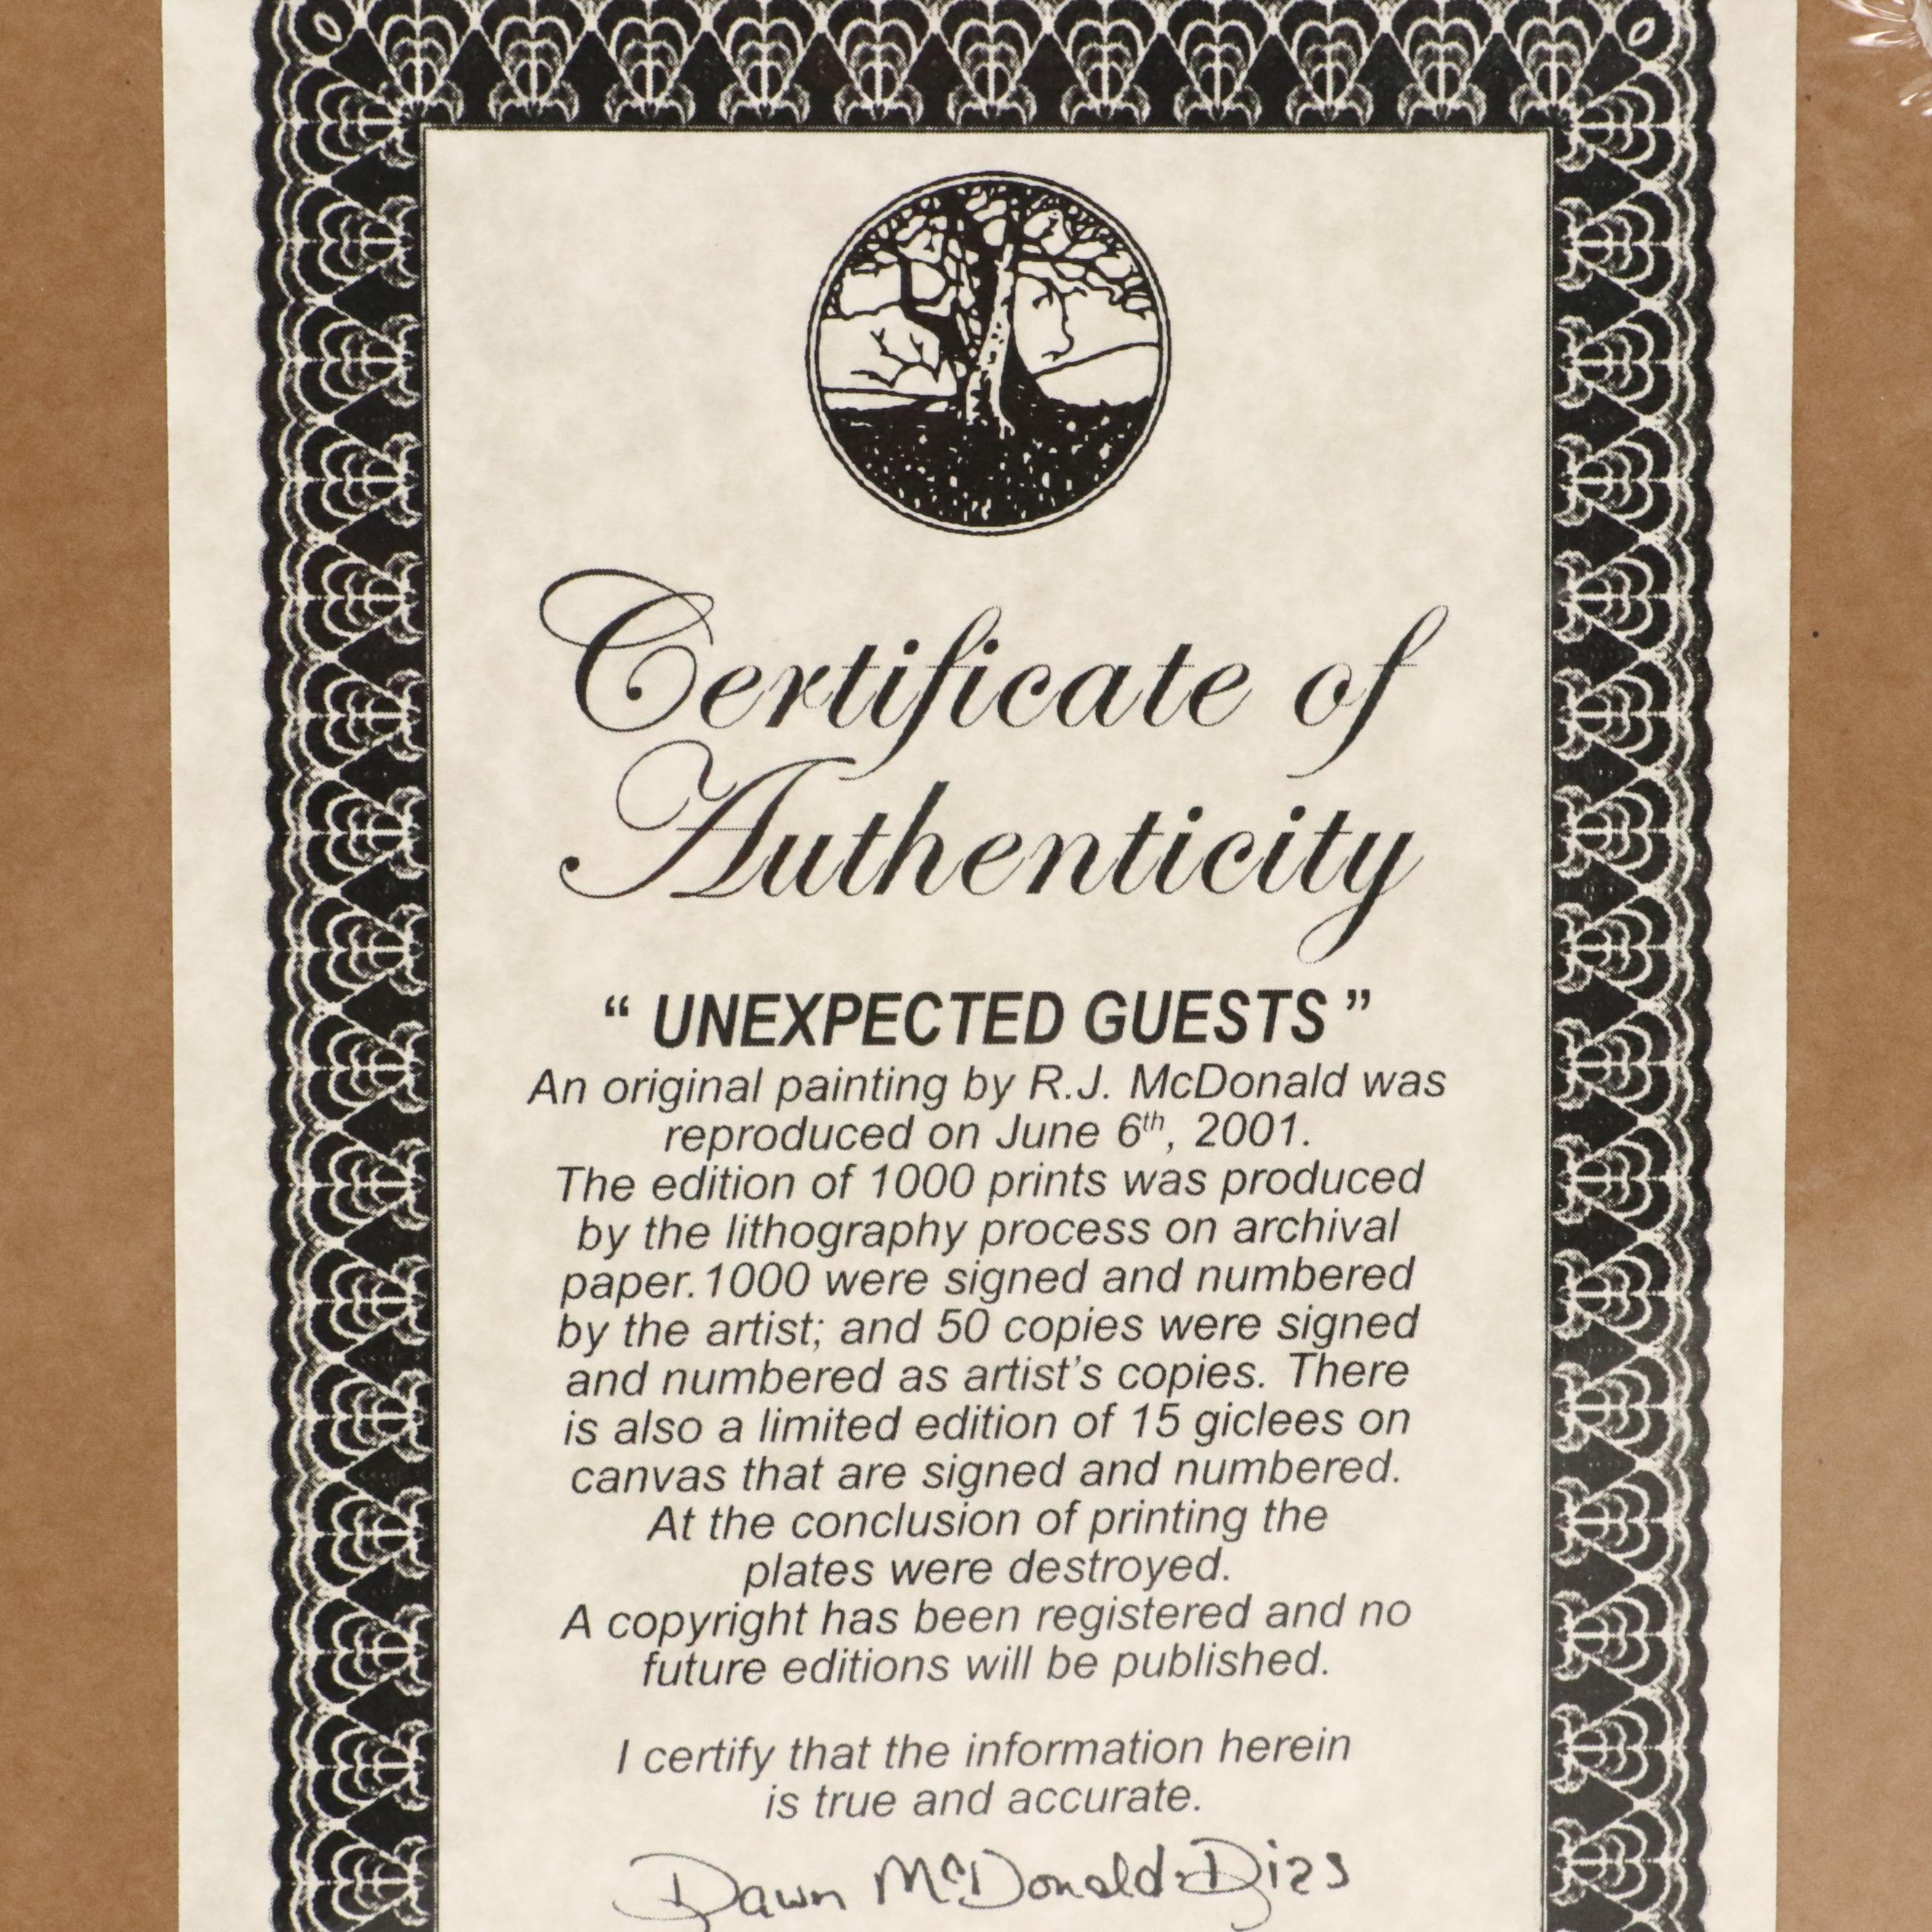 Certificate of
Authenticity
“ UNEXPECTED GUESTS ”
An original painting by R.J. McDonald was
reproduced on June 6th, 2001.
The edition of 1000 prints was produced
by the lithography process on archival
paper.1000 were signed and numbered
by the artist; and 50 copies were signed
and numbered as artist’s copies. There
is also a limited edition of 15 giclees on
canvas that are signed and numbered.
At the conclusion of printing the
plates were destroyed.
A copyright has been registered and no
future editions will be published.
I certify that the information herein
is true and accurate.
Dawn McDonald